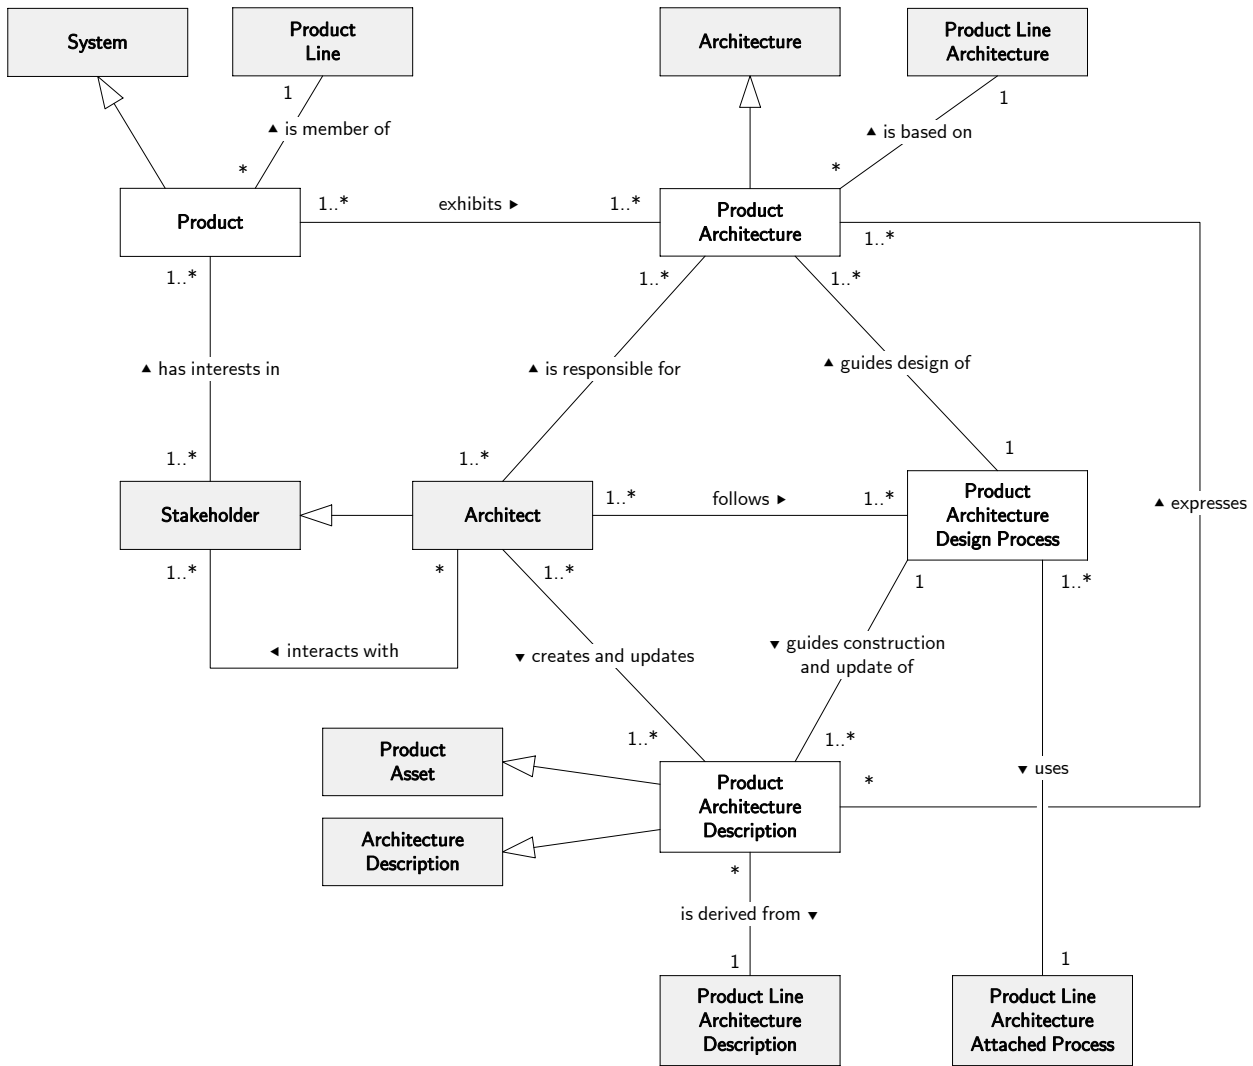 System
Product
Line
Architecture
Product Line
Architecture
1
1
▲ is member of
▲ is based on
*
*
Product
1..*
exhibits ▶
1..*
Product
Architecture
1..*
1..*
1..*
1..*
▲ has interests in
▲ is responsible for
▲ guides design of
1..*
1..*
1
Stakeholder
Architect
1..*
follows ▶
1..*
Product
Architecture
Design Process
▲ expresses
1..*
*
1..*
1
1..*
◀ interacts with
▼ creates and updates
▼ guides construction
and update of
1..*
1..*
Product
Asset
Product
Architecture
Description
*
▼ uses
Architecture
Description
*
is derived from ▼
1
1
Product Line
Architecture
Description
Product Line
Architecture
Attached Process